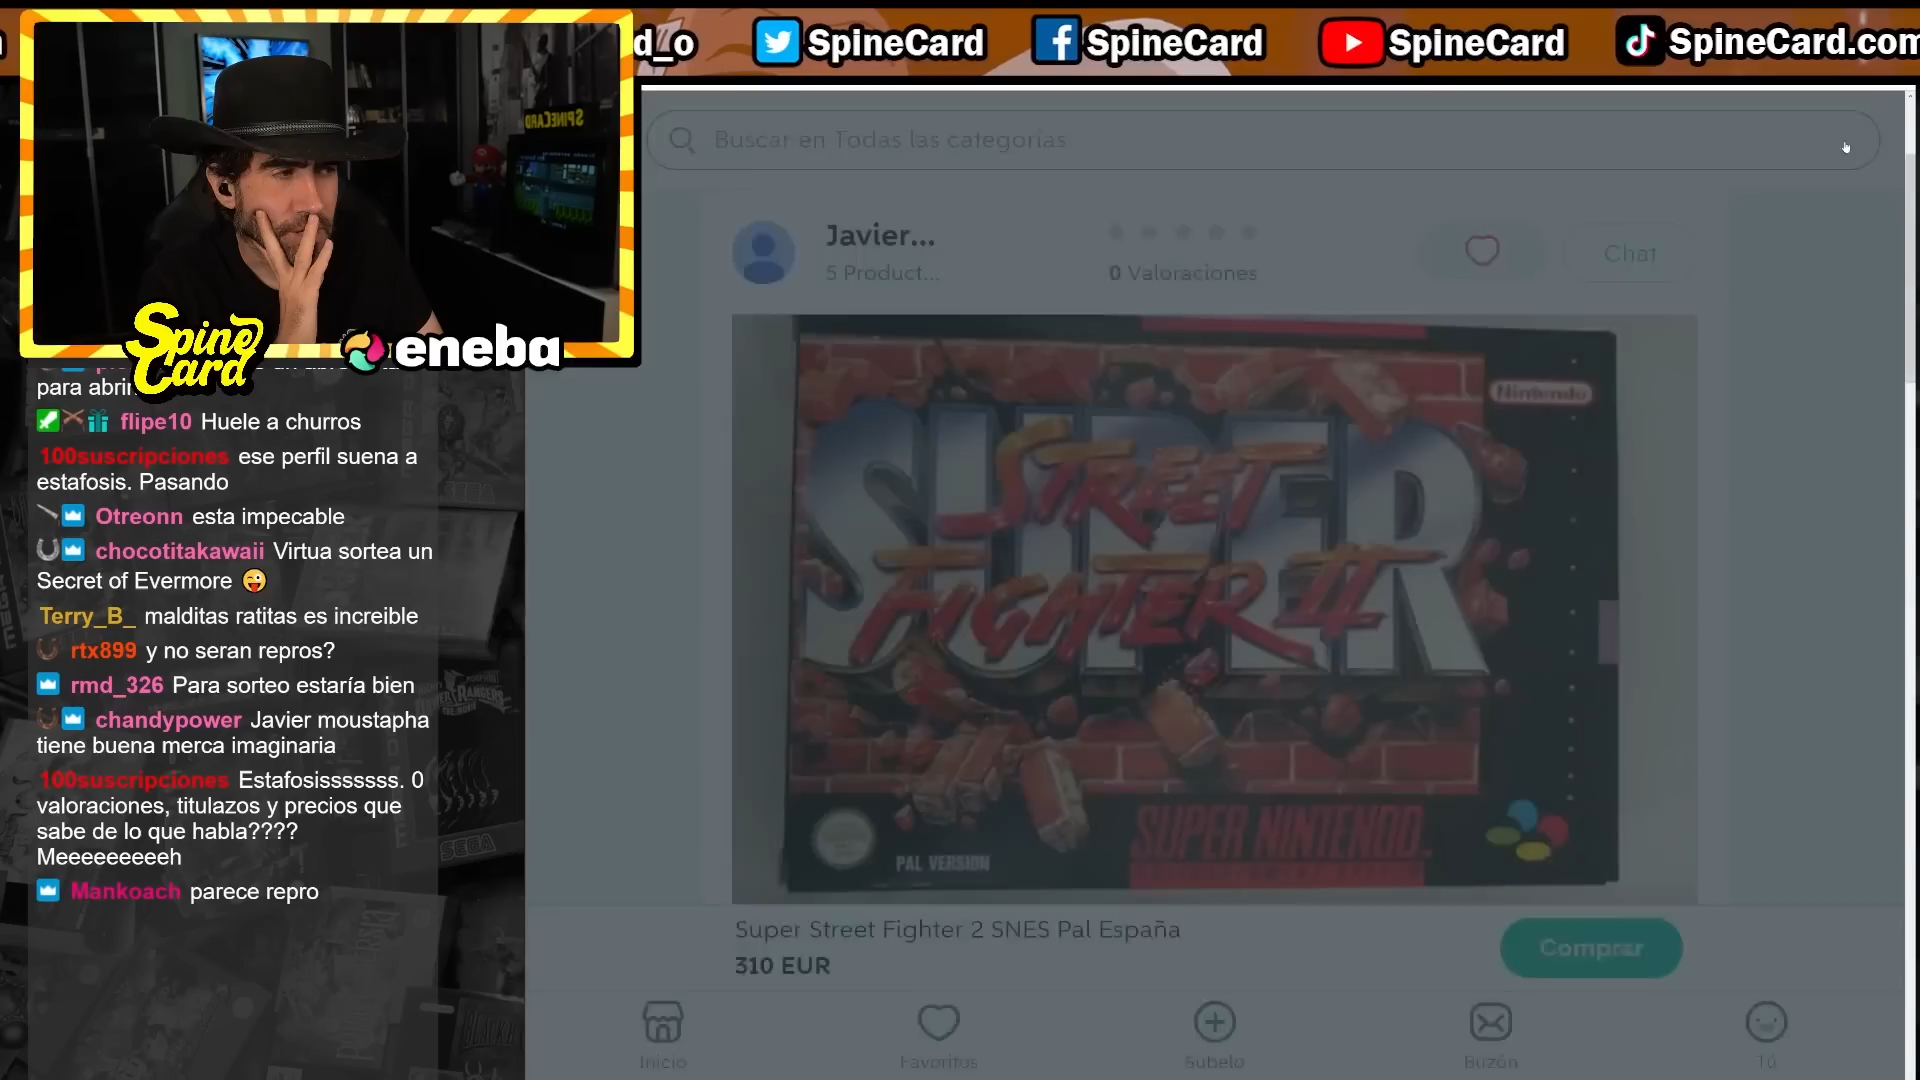 d_o
SpineCard
SpineCard
SpineCard
SpineCard.com
SPINECARD
Spine
Card
eneba
para abrir
flipe10 Huele a churros
100suscripciones ese perfil suena a
estafosis. Pasando
Otreonn esta impecable
chocotitakawaii Virtua sortea un
Secret of Evermore
Terry_B_ malditas ratitas es increible
rtx899 y no seran repros?
rmd_326 Para sorteo estaría bien
chandypower Javier moustapha
tiene buena merca imaginaria
100suscripciones Estafosisssssss. 0
valoraciones, titulazos y precios que
sabe de lo que habla????
Meeeeeeeeeh
Mankoach parece repro
SEGA
SEGA
Buscar en Todas las categorías
Javier...
5 Product...
0 Valoraciones
Chat
Nintendo
SUPER
STREET
FIGHTER II
PAL VERSION
SUPER NINTENDO
Super Street Fighter 2 SNES Pal España
310 EUR
Comprar
Inicio
Favoritos
Súbelo
Buzón
Tú